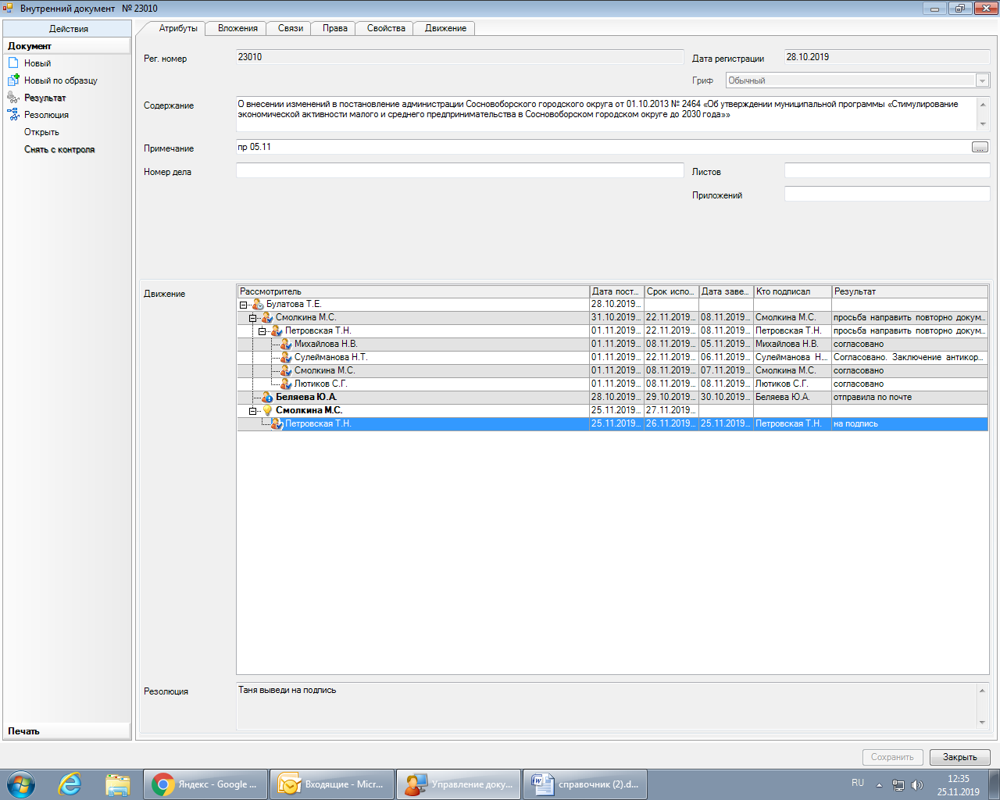 Внутренний документ № 23010
Действия
Документ
Новый
Новый по образцу
Результат
Резолюция
Открыть
Снять с контроля
Печать
Атрибуты Вложения Связи Права Свойства Движение
Рег. номер 23010 Дата регистрации 28.10.2019
Гриф Обычный
Содержание О внесении изменений в постановление администрации Сосновоборского городского округа от 01.10.2013 № 2464 «Об утверждении муниципальной программы «Стимулирование
экономической активности малого и среднего предпринимательства в Сосновоборском городском округе до 2030 года»»
Примечание пр 05.11 ...
Номер дела Листов
Приложений
Движение
Рассмотритель Дата пост... Срок испо... Дата заве... Кто подписал Результат
Булатова Т.Е. 28.10.2019...
Смолкина М.С. 31.10.2019... 22.11.2019... 08.11.2019... Смолкина М.С. просьба направить повторно докум...
Петровская Т.Н. 01.11.2019... 22.11.2019... 08.11.2019... Петровская Т.Н. просьба направить повторно докум...
Михайлова Н.В. 01.11.2019... 08.11.2019... 05.11.2019... Михайлова Н.В. согласовано
Сулейманова Н.Т. 01.11.2019... 22.11.2019... 06.11.2019... Сулейманова Н.... Согласовано. Заключение антикор...
Смолкина М.С. 01.11.2019... 08.11.2019... 07.11.2019... Смолкина М.С. согласовано
Лютиков С.Г. 01.11.2019... 08.11.2019... 08.11.2019... Лютиков С.Г. согласовано
Беляева Ю.А. 28.10.2019... 29.10.2019... 30.10.2019... Беляева Ю.А. отправила по почте
Смолкина М.С. 25.11.2019... 27.11.2019...
Петровская Т.Н. 25.11.2019... 26.11.2019... 25.11.2019... Петровская Т.Н. на подпись
Резолюция Таня выведи на подпись
Сохранить Закрыть
Яндекс - Google ... Входящие - Micr... Управление доку... справочник (2).d... RU 12:35
25.11.2019